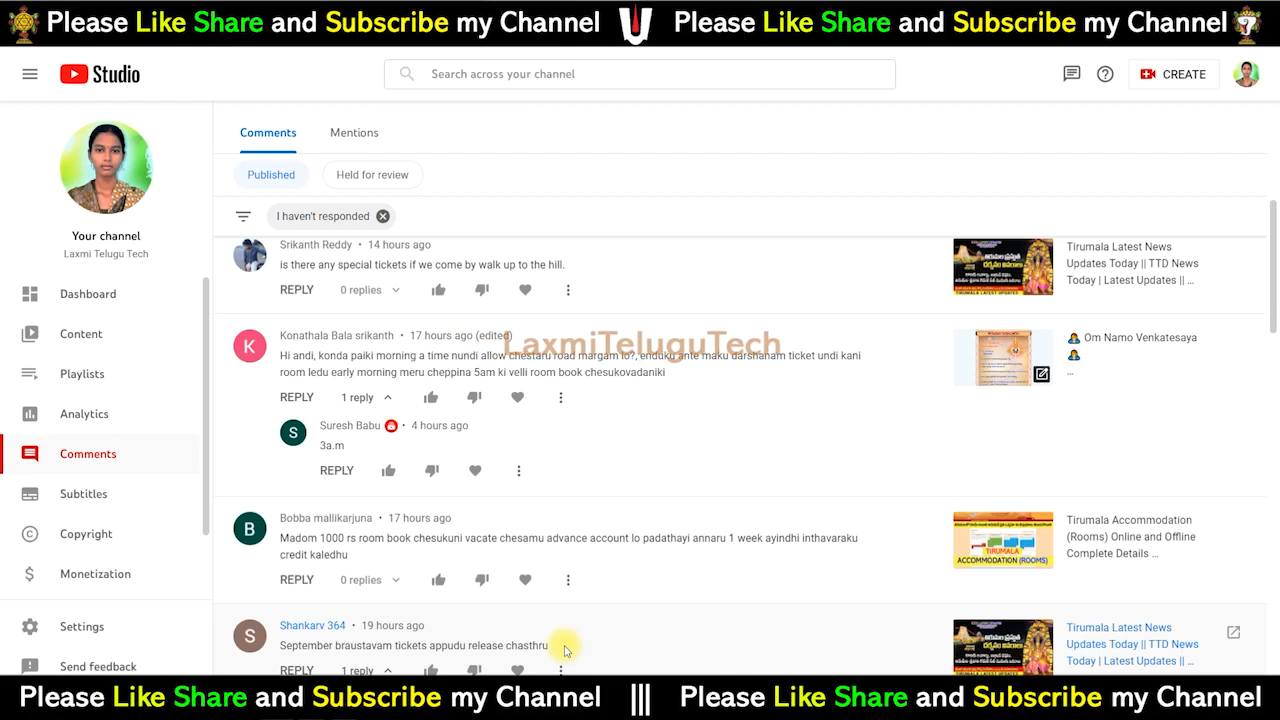 Please Like Share and Subscribe my Channel Please Like Share and Subscribe my Channel
Studio
Search across your channel
CREATE
Your channel
Laxmi Telugu Tech
Dashboard
Content
Playlists
Analytics
Comments
Subtitles
Copyright
Monetization
Settings
Send feedback
Comments Mentions
Published Held for review
I haven't responded
Srikanth Reddy • 14 hours ago
Is there any special tickets if we come by walk up to the hill.
REPLY 0 replies
Tirumala Latest News
Updates Today || TTD News
Today | Latest Updates || ...
TIRUMALA LATEST UPDATES
LaxmiTeluguTech
K
Konathala Bala srikanth • 17 hours ago (edited)
Hi andi, konda paiki morning a time nundi allow chestaru road margam lo?, enduku ante maku darshanam ticket undi kani
ledu early morning meru cheppina 5am ki velli room book chesukovadaniki
REPLY 1 reply
Om Namo Venkatesaya
...
S
Suresh Babu • 4 hours ago
3a.m
REPLY
B
Bobba mallikarjuna • 17 hours ago
Madom 1000 rs room book chesukuni vacate chesamu advance account lo padathayi annaru 1 week ayindhi inthavaraku
credit kaledhu
REPLY 0 replies
TIRUMALA
ACCOMMODATION (ROOMS)
Tirumala Accommodation
(Rooms) Online and Offline
Complete Details ...
S
Shankarv 364 • 19 hours ago
September braustavam tickets appudu release chasthru
1 reply
Tirumala Latest News
Updates Today || TTD News
Today | Latest Updates || ...
Please Like Share and Subscribe my Channel ||| Please Like Share and Subscribe my Channel